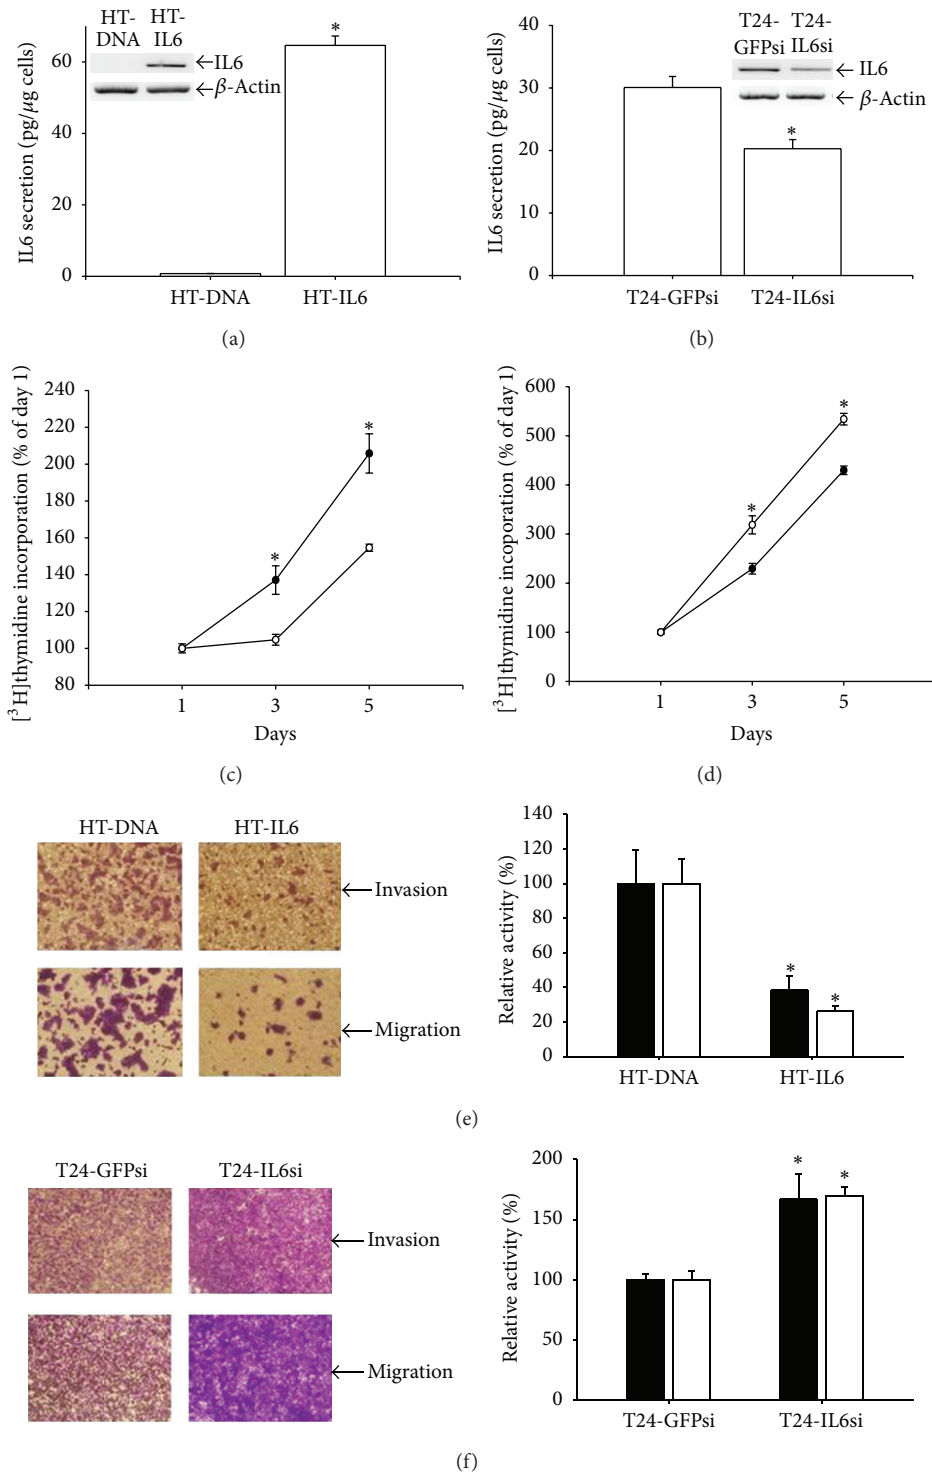 HT-
DNA
HT-
IL6
←IL6
←β-Actin
IL6 secretion (pg/μg cells)
60
40
20
0
*
HT-DNA
HT-IL6
(a)
T24-
GFPsi
T24-
IL6si
← IL6
← β-Actin
IL6 secretion (pg/μg cells)
40
30
20
10
0
*
T24-GFPsi
T24-IL6si
(b)
[³H]thymidine incorporation (% of day 1)
240
220
200
180
160
140
120
100
80
*
*
1
3
5
Days
(c)
[³H]thymidine incoporation (% of day 1)
600
500
400
300
200
100
0
*
*
1
3
5
Days
(d)
HT-DNA
HT-IL6
Invasion
Migration
Relative activity (%)
140
120
100
80
60
40
20
0
*
*
HT-DNA
HT-IL6
(e)
T24-GFPsi
T24-IL6si
Invasion
Migration
Relative activity (%)
200
150
100
50
0
*
*
T24-GFPsi
T24-IL6si
(f)